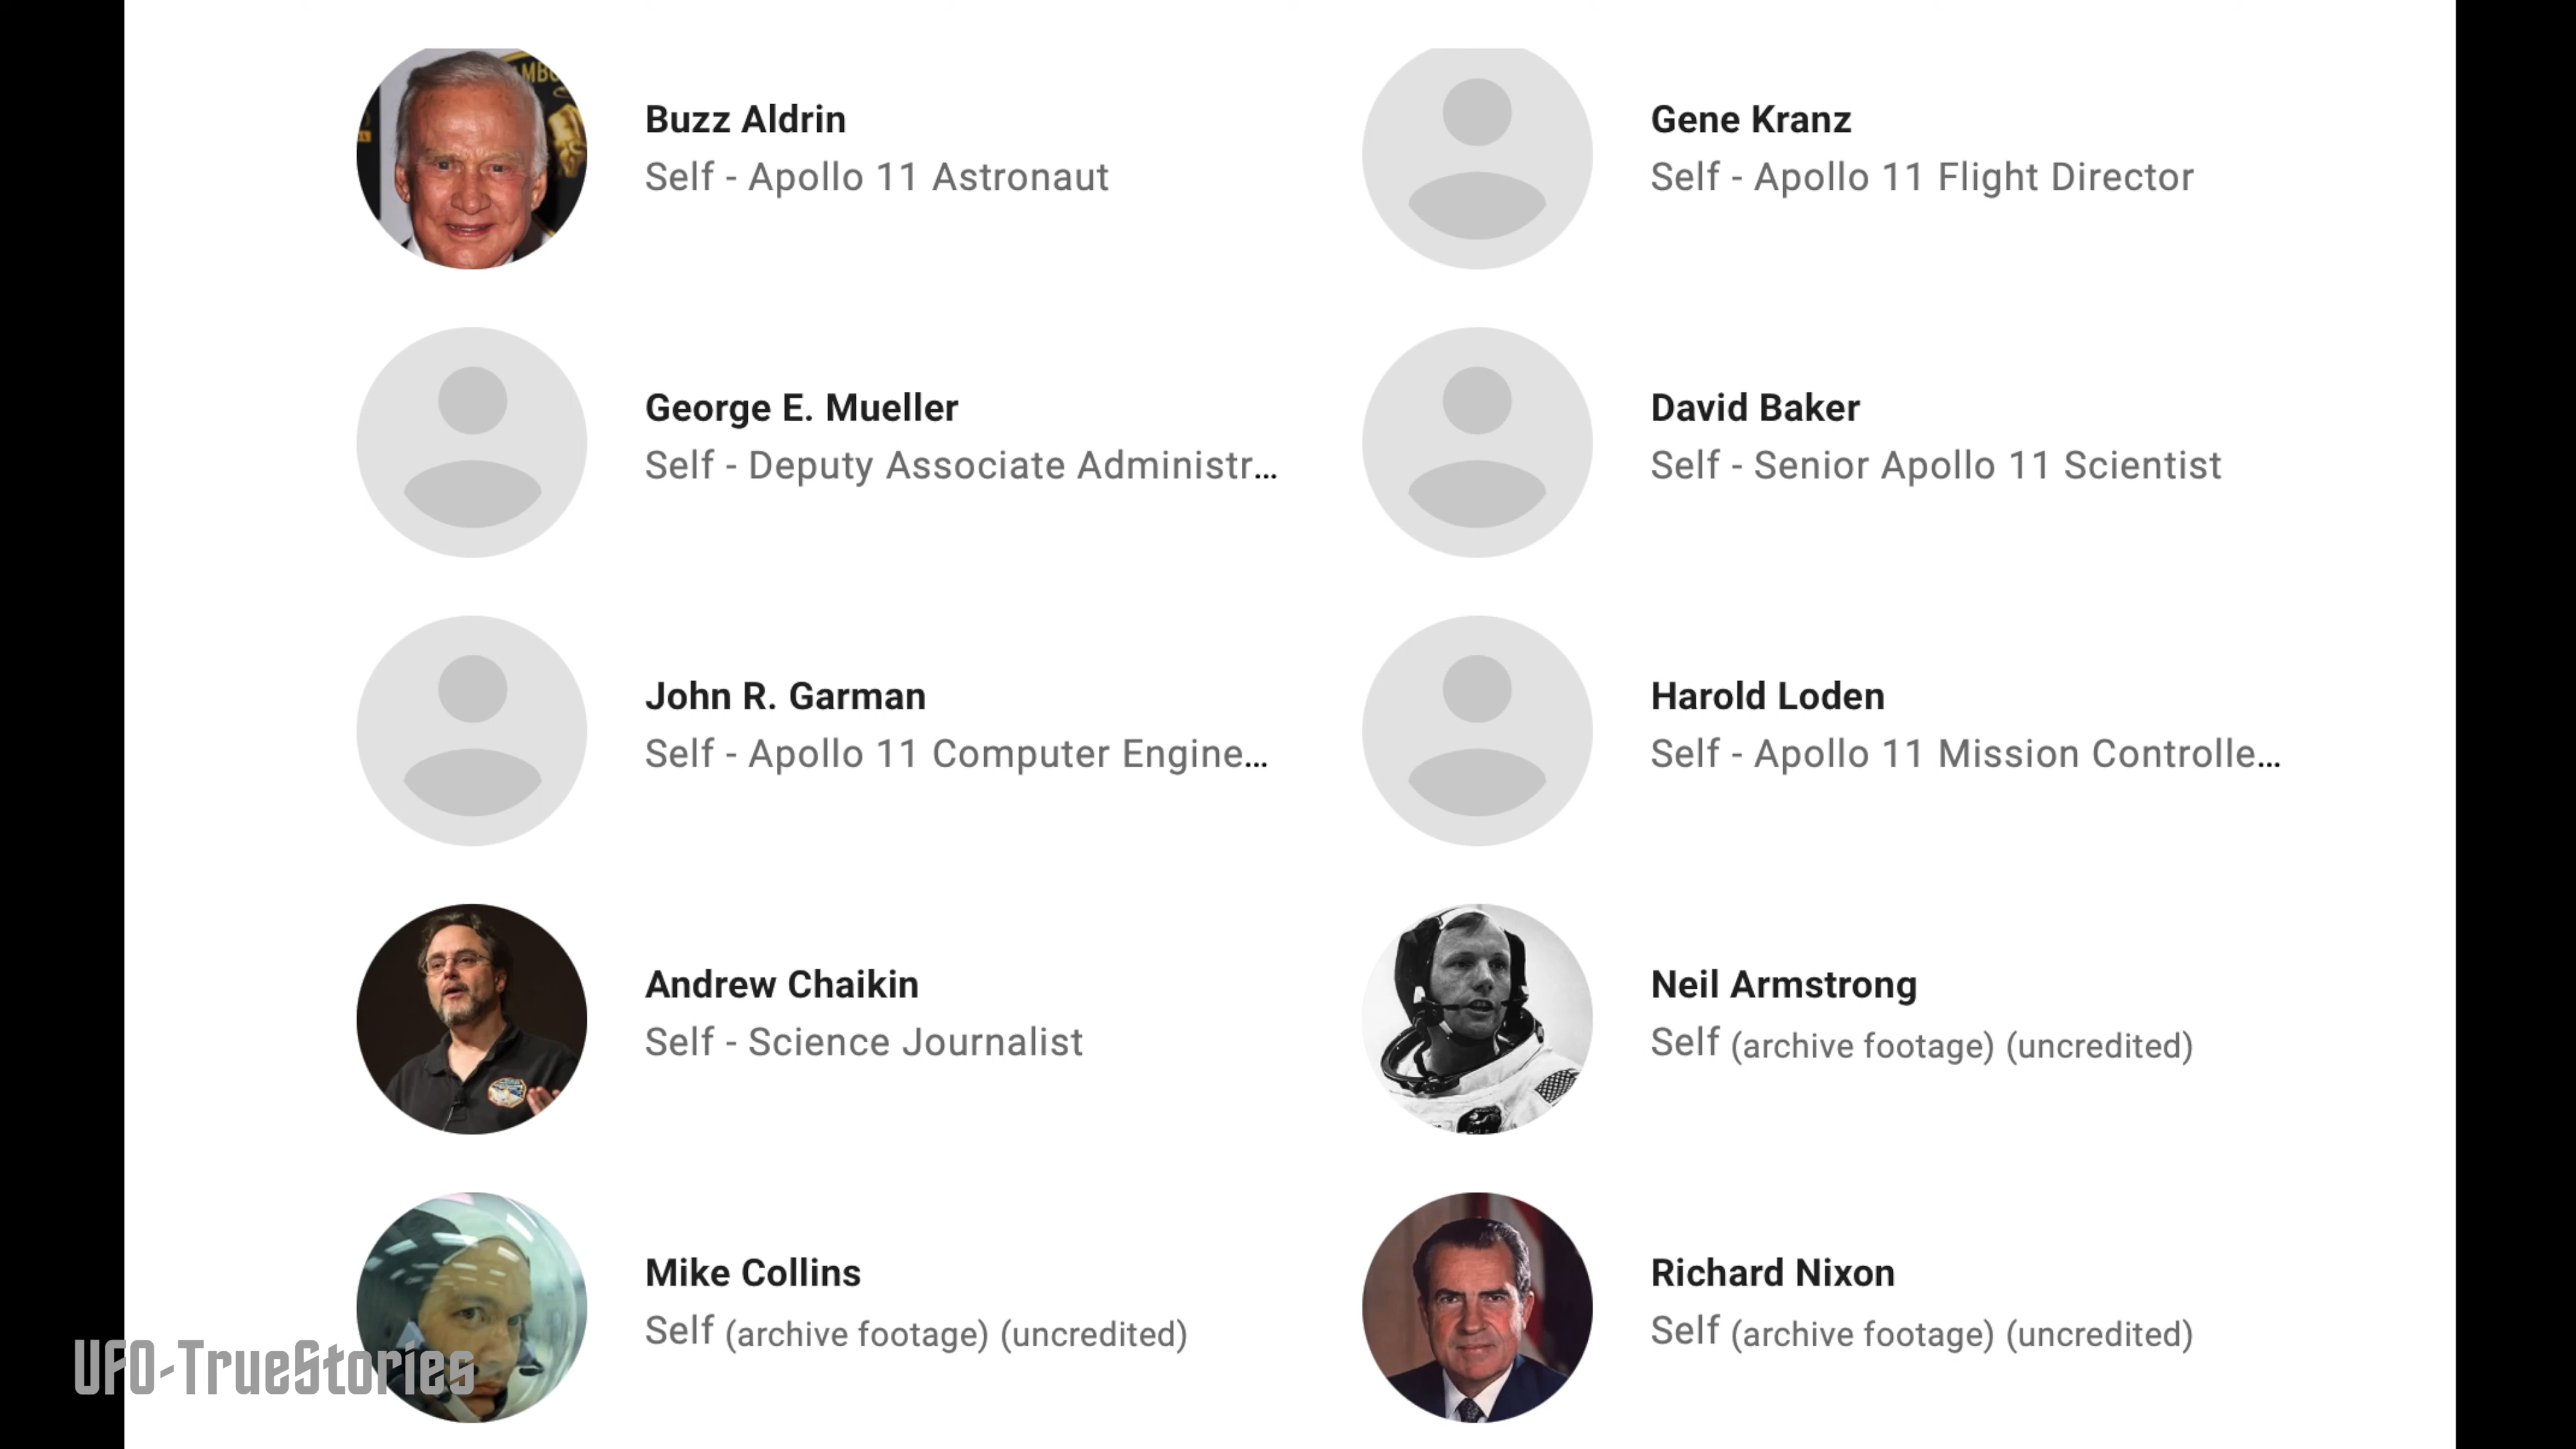 Buzz Aldrin
Self - Apollo 11 Astronaut
Gene Kranz
Self - Apollo 11 Flight Director
George E. Mueller
Self - Deputy Associate Administr...
David Baker
Self - Senior Apollo 11 Scientist
John R. Garman
Self - Apollo 11 Computer Engine...
Harold Loden
Self - Apollo 11 Mission Controlle...
Andrew Chaikin
Self - Science Journalist
Neil Armstrong
Self (archive footage) (uncredited)
Mike Collins
Self (archive footage) (uncredited)
Richard Nixon
Self (archive footage) (uncredited)
UFO-TrueStories